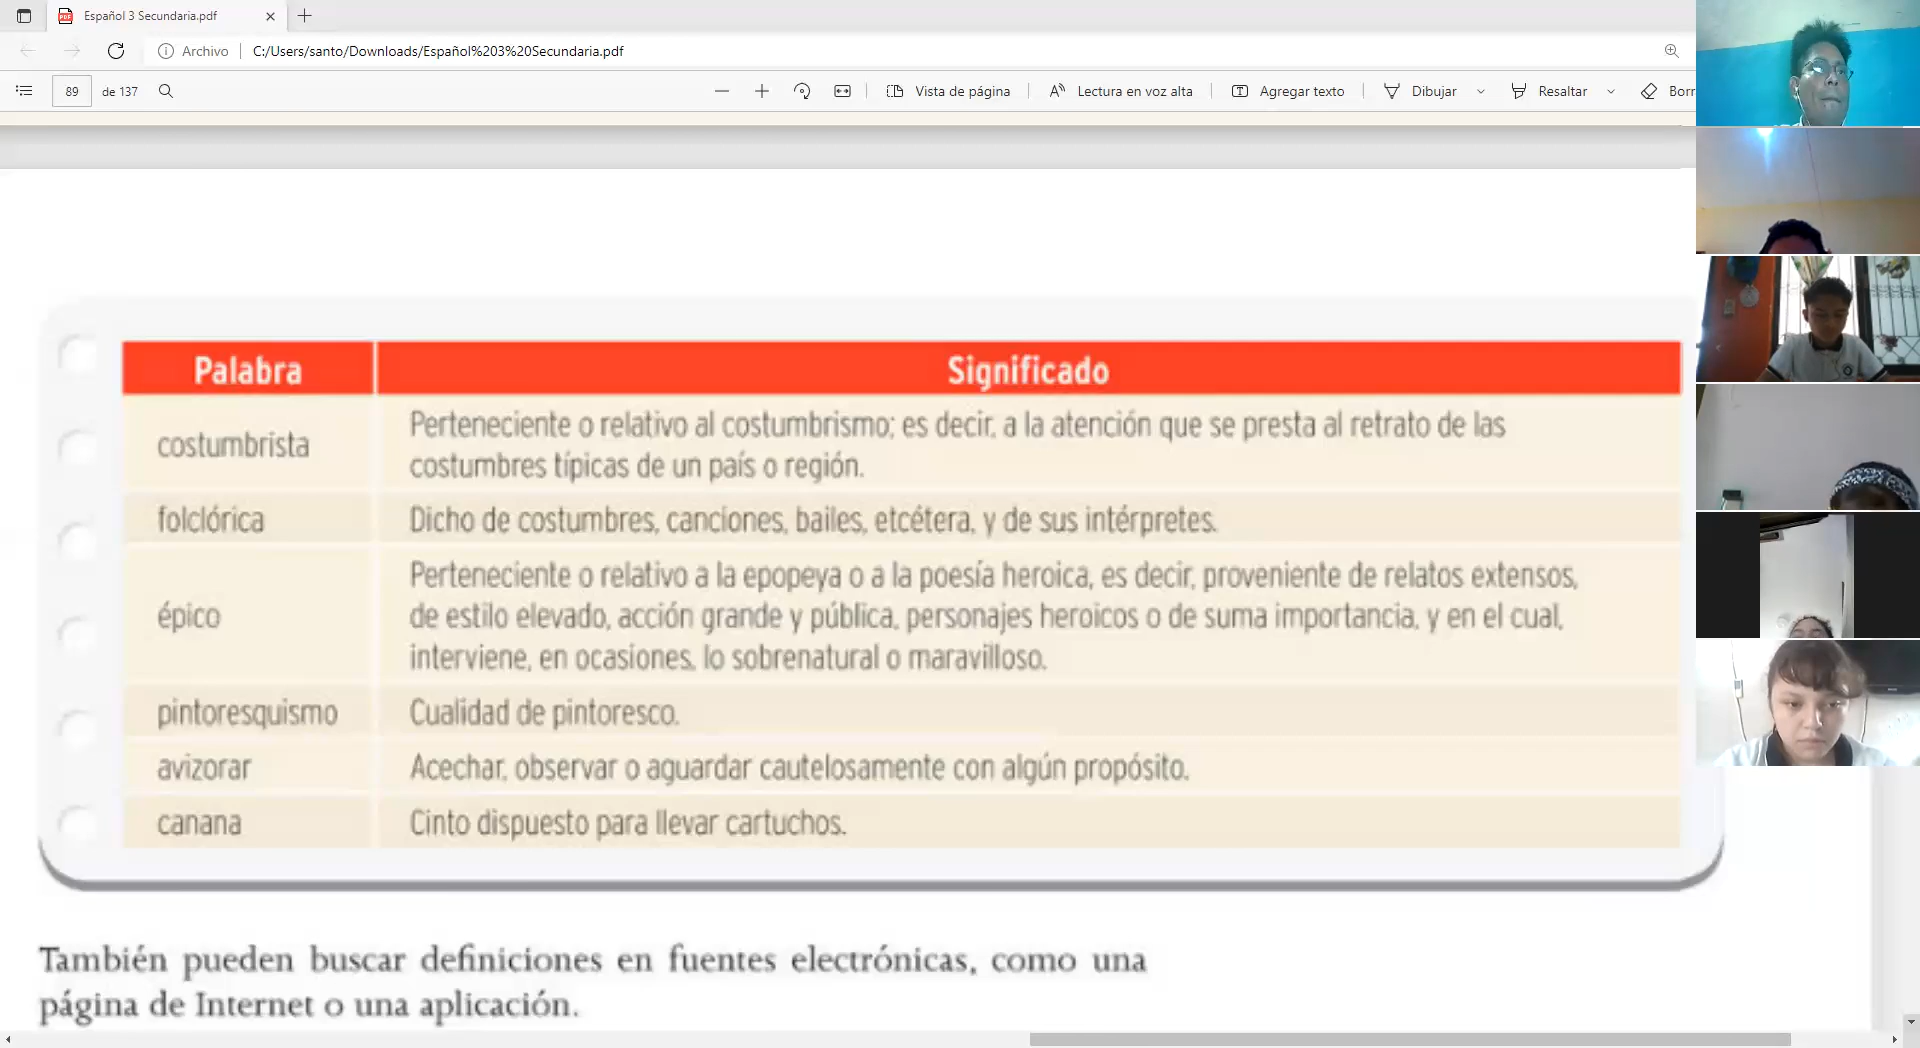 Español 3 Secundaria.pdf
Archivo
C:/Users/santo/Downloads/Español%203%20Secundaria.pdf
89 de 137
Vista de página
Lectura en voz alta
Agregar texto
Dibujar
Resaltar
Borr
Palabra
Significado
costumbrista
Perteneciente o relativo al costumbrismo; es decir, a la atención que se presta al retrato de las
costumbres típicas de un país o región.
folclórica
Dicho de costumbres, canciones, bailes, etcétera, y de sus intérpretes.
épico
Perteneciente o relativo a la epopeya o a la poesía heroica, es decir, proveniente de relatos extensos,
de estilo elevado, acción grande y pública, personajes heroicos o de suma importancia, y en el cual,
interviene, en ocasiones, lo sobrenatural o maravilloso.
pintoresquismo
Cualidad de pintoresco.
avizorar
Acechar, observar o aguardar cautelosamente con algún propósito.
canana
Cinto dispuesto para llevar cartuchos.
También pueden buscar definiciones en fuentes electrónicas, como una
página de Internet o una aplicación.